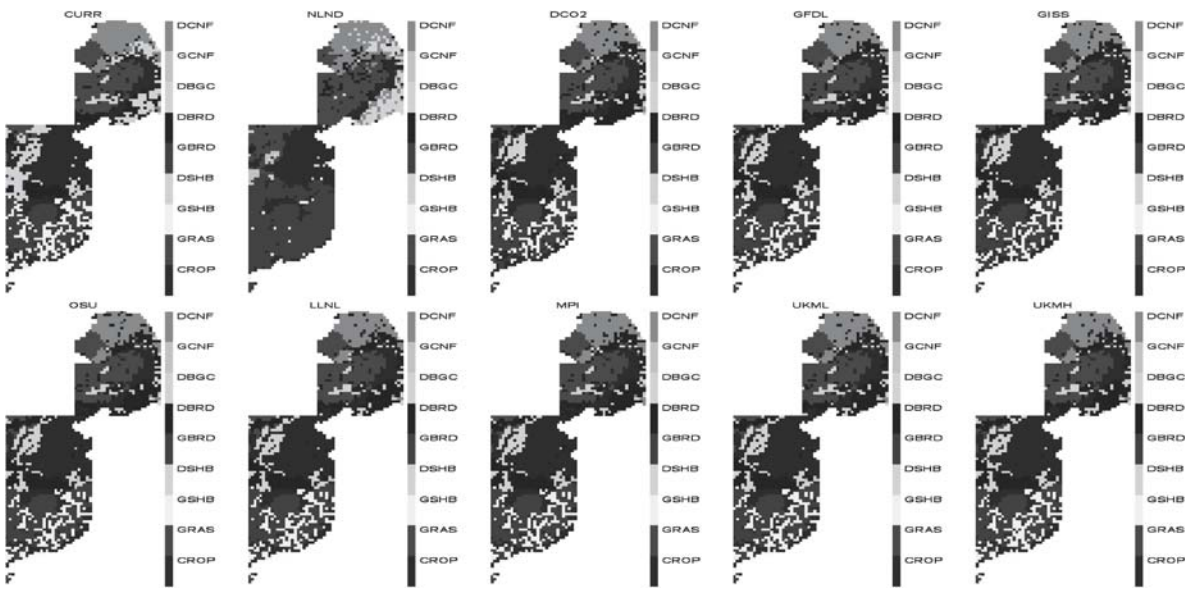 CURR
NLND
DCO2
GFDL
GISS
DCNF
GCNF
DBGC
DBRD
GBRD
DSHB
GSHB
GRAS
CROP
DCNF
GCNF
DBGC
DBRD
GBRD
DSHB
GSHB
GRAS
CROP
DCNF
GCNF
DBGC
DBRD
GBRD
DSHB
GSHB
GRAS
CROP
DCNF
GCNF
DBGC
DBRD
GBRD
DSHB
GSHB
GRAS
CROP
DCNF
GCNF
DBGC
DBRD
GBRD
DSHB
GSHB
GRAS
CROP
OSU
LLNL
MPI
UKML
UKMH
DCNF
GCNF
DBGC
DBRD
GBRD
DSHB
GSHB
GRAS
CROP
DCNF
GCNF
DBGC
DBRD
GBRD
DSHB
GSHB
GRAS
CROP
DCNF
GCNF
DBGC
DBRD
GBRD
DSHB
GSHB
GRAS
CROP
DCNF
GCNF
DBGC
DBRD
GBRD
DSHB
GSHB
GRAS
CROP
DCNF
GCNF
DBGC
DBRD
GBRD
DSHB
GSHB
GRAS
CROP